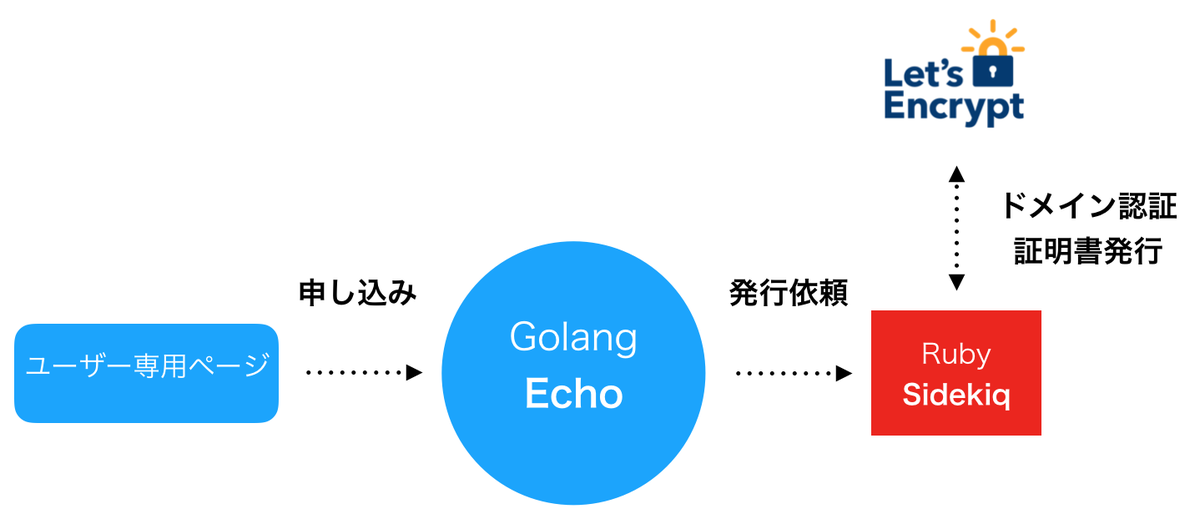 Let's
Encrypt
ドメイン認証
証明書発行
申し込み
発行依頼
ユーザー専用ページ
Golang
Echo
Ruby
Sidekiq